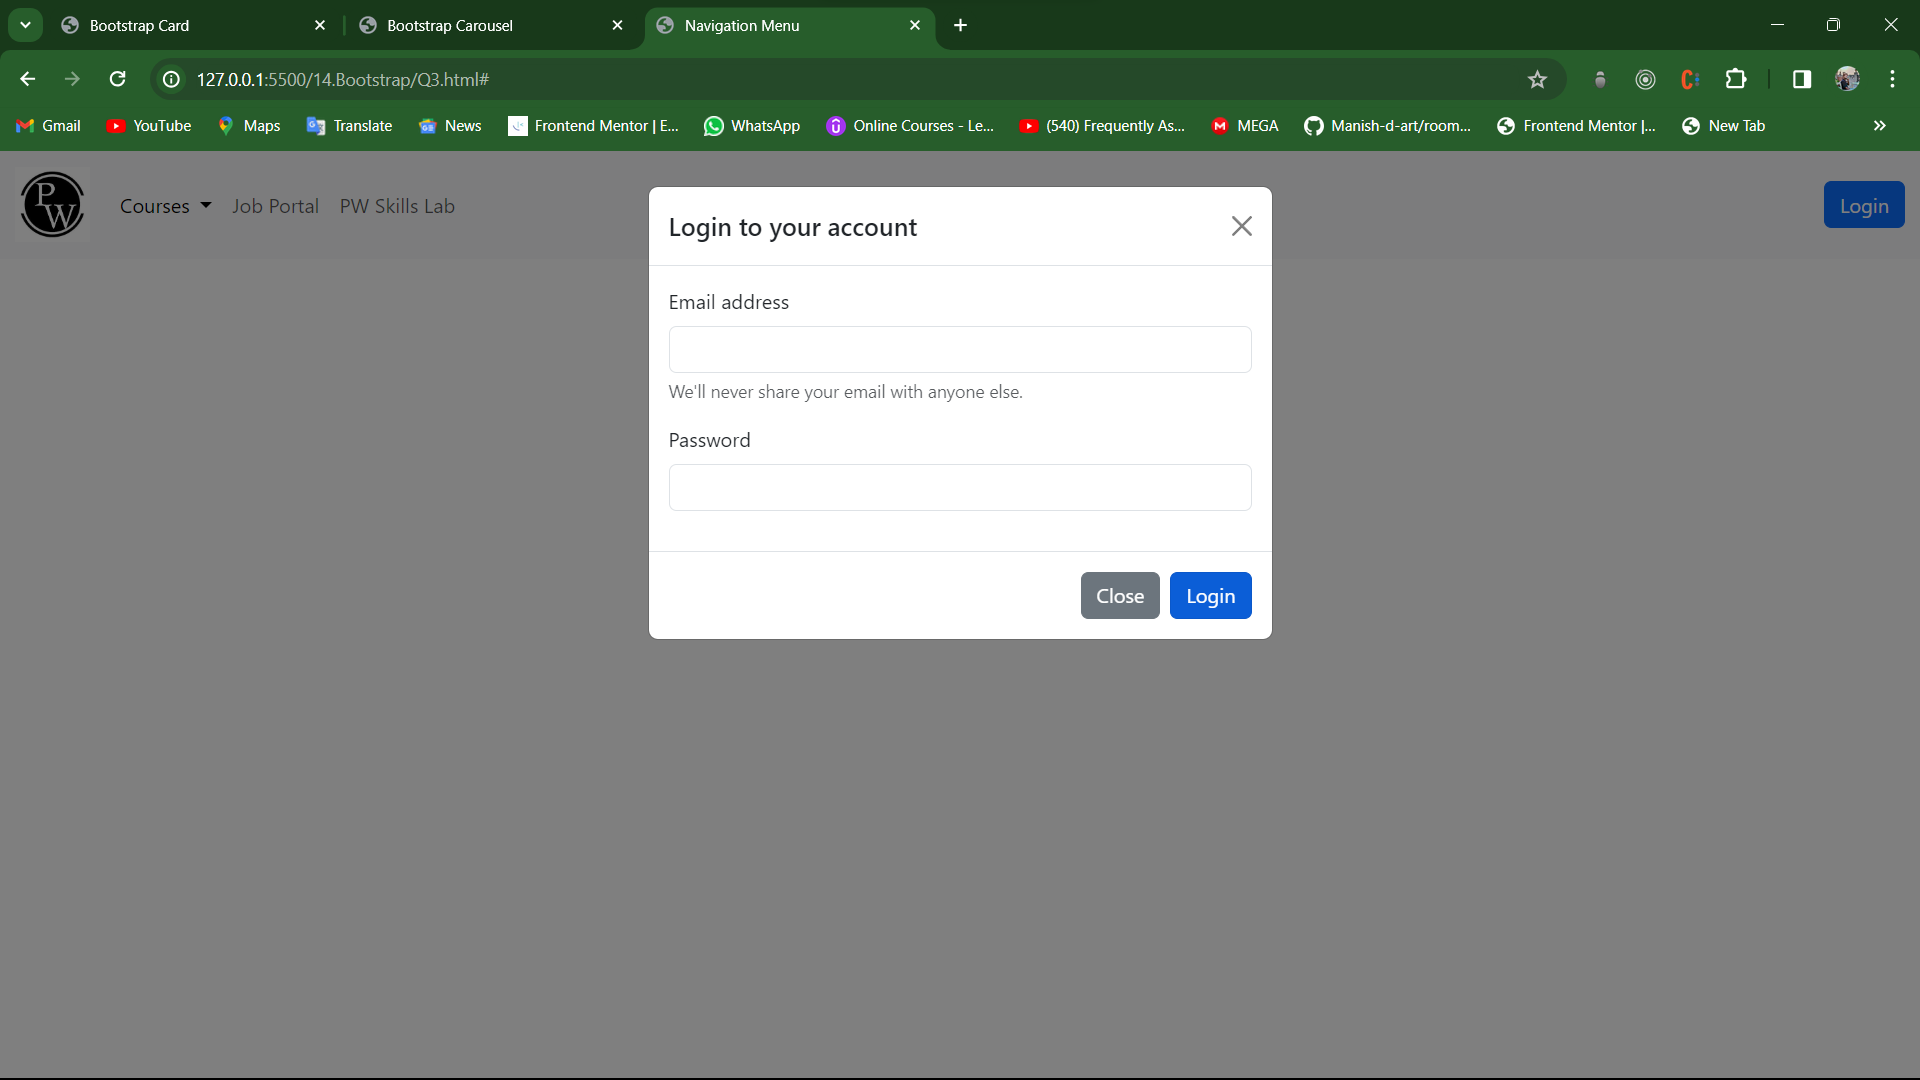 Bootstrap Card
Bootstrap Carousel
Navigation Menu
127.0.0.1:5500/14.Bootstrap/Q3.html#
Gmail
YouTube
Maps
Translate
News
Frontend Mentor | E...
WhatsApp
Online Courses - Le...
(540) Frequently As...
MEGA
Manish-d-art/room...
Frontend Mentor |...
New Tab
PW
Courses
Job Portal
PW Skills Lab
Login
Login to your account
Email address
We'll never share your email with anyone else.
Password
Close
Login